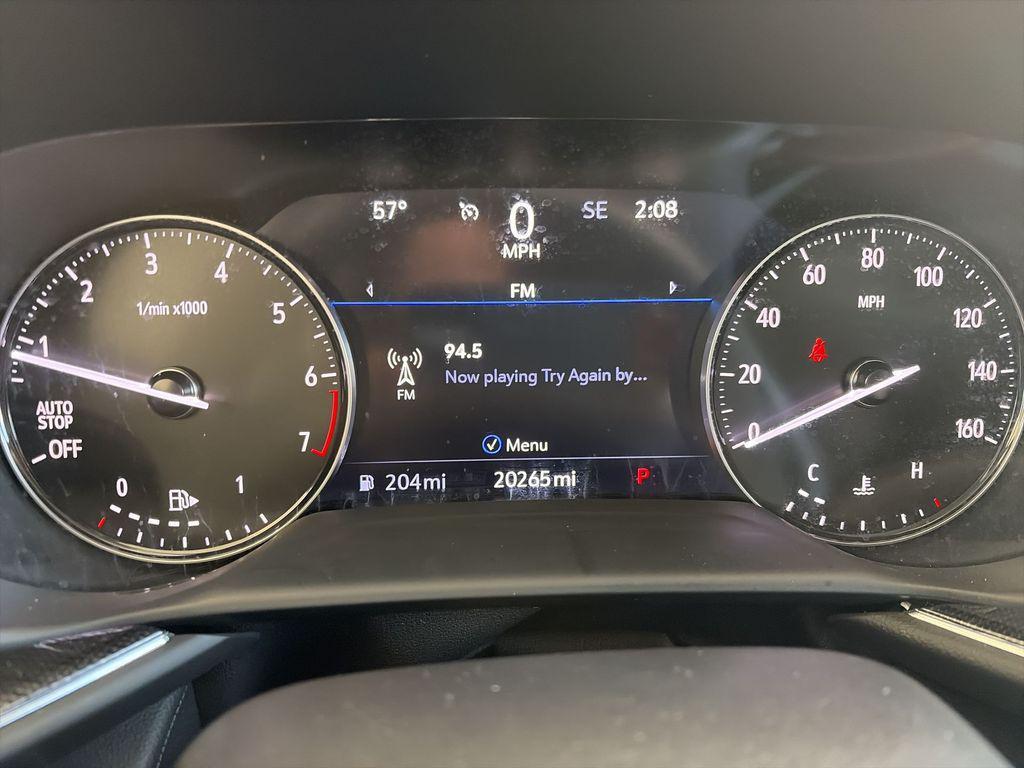 57° 0 SE 2:08
MPH
FM
94.5
Now playing Try Again by...
FM
Menu
204mi 20265mi P
1/min x1000
AUTO
STOP
OFF
1 2 3 4 5 6 7
0 1
MPH
0 20 40 60 80 100 120 140 160
C H